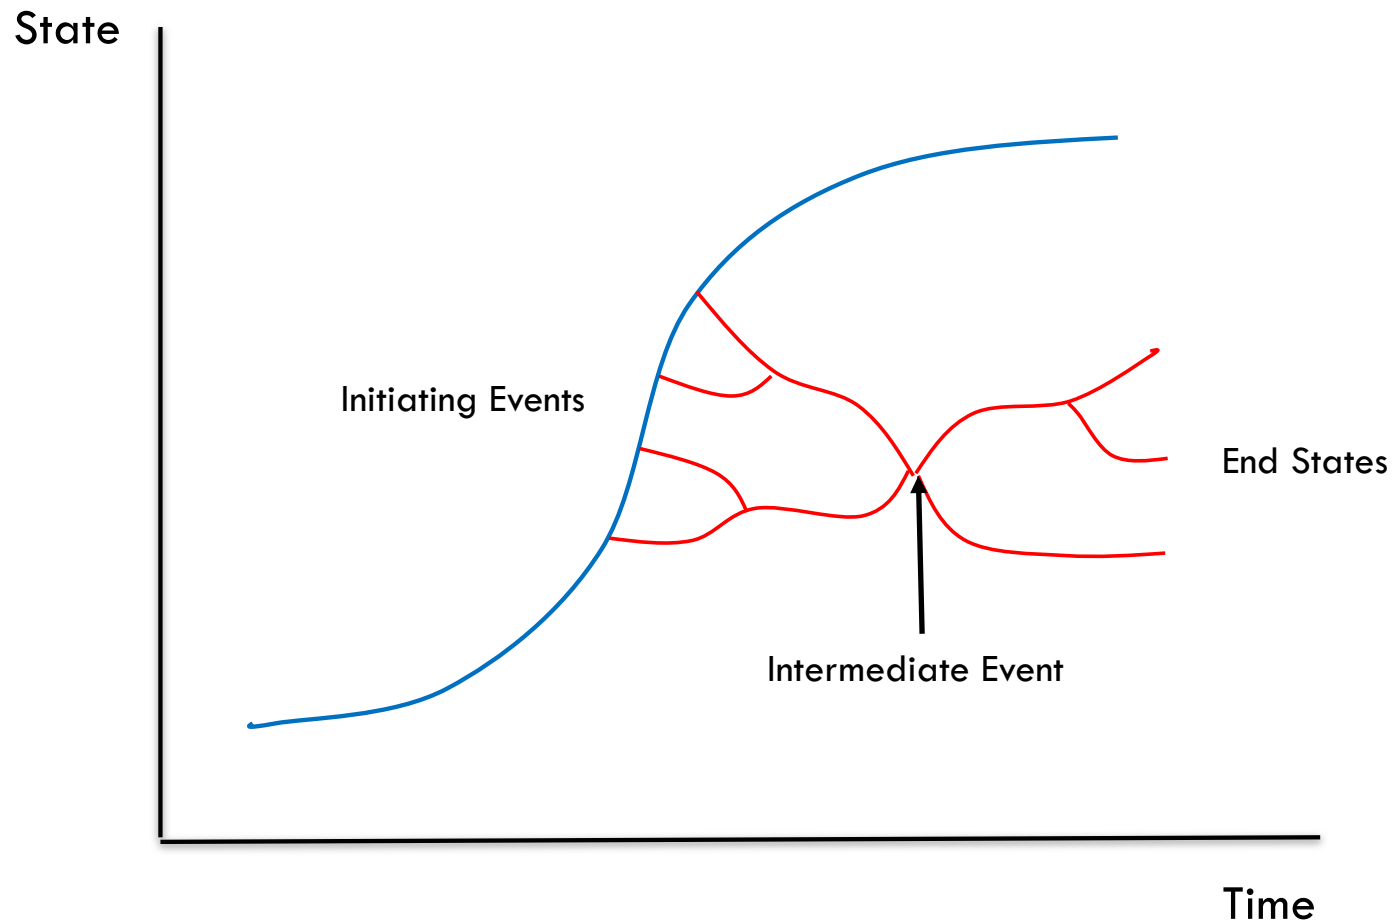 State
Initiating Events
End States
Intermediate Event
Time